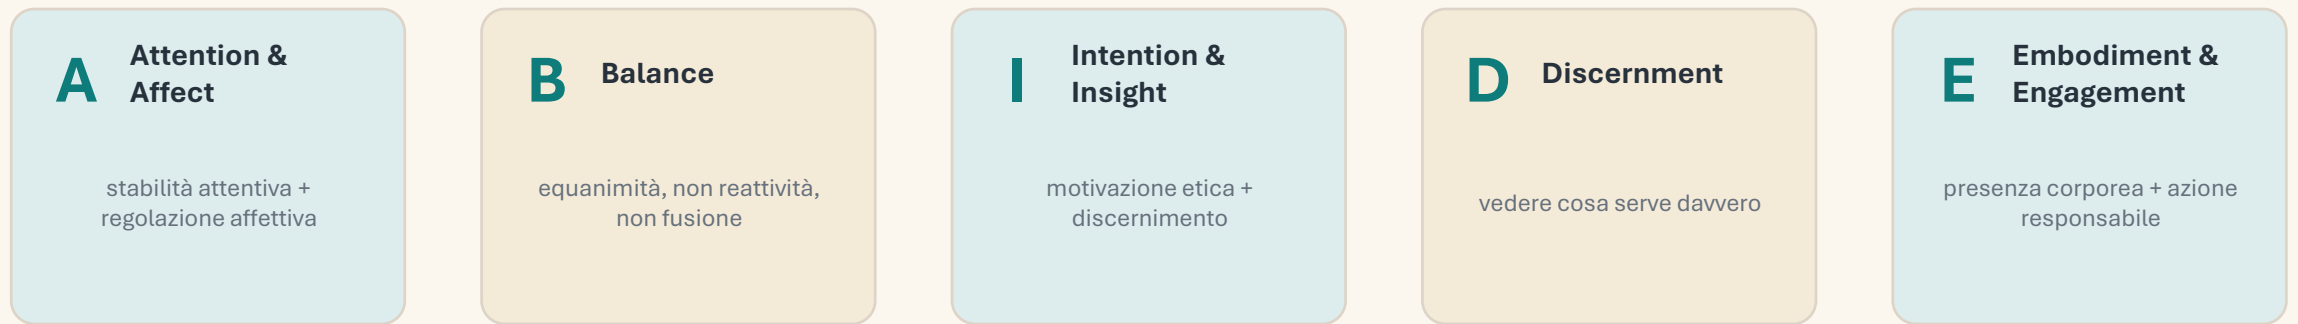 A
Attention &
Affect
stabilità attentiva +
regolazione affettiva
B
Balance
equanimità, non reattività,
non fusione
I
Intention &
Insight
motivazione etica +
discernimento
D
Discernment
vedere cosa serve davvero
E
Embodiment &
Engagement
presenza corporea + azione
responsabile